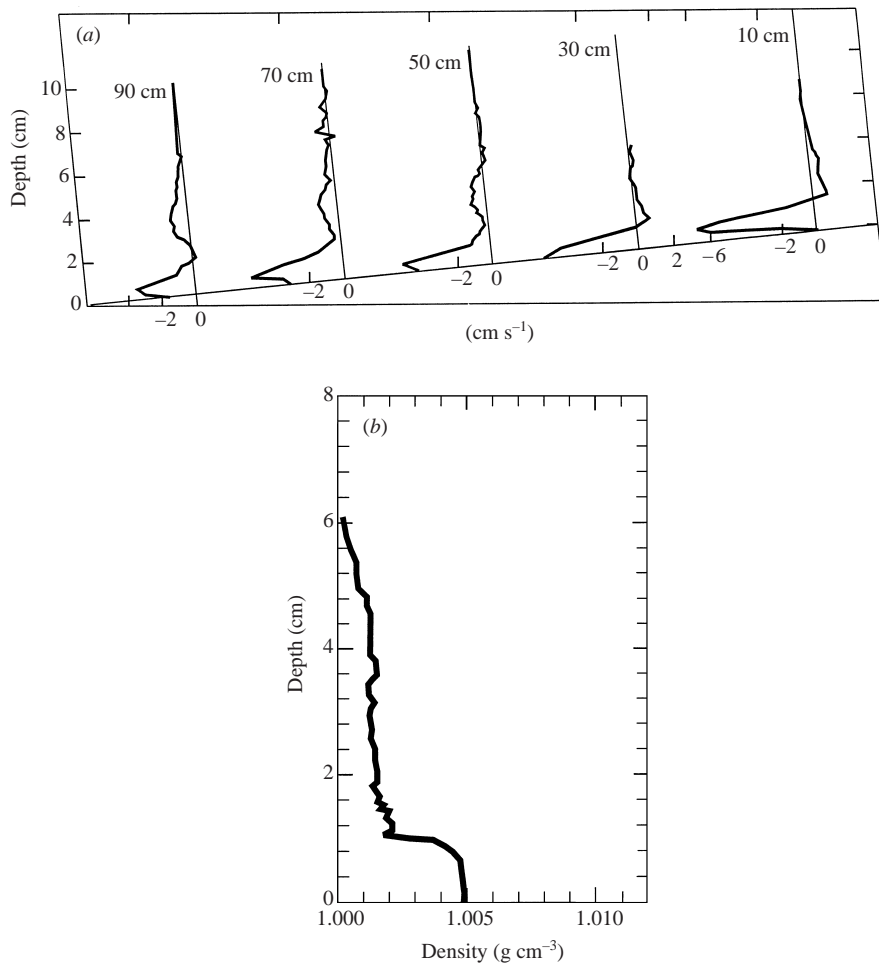 (a)
90 cm
70 cm
50 cm
30 cm
10 cm
Depth (cm)
10
8
6
4
2
0
−2 0
−2 0
−2 0
−2 0 2
−6 −2 0
(cm s⁻¹)
(b)
Depth (cm)
8
6
4
2
0
1.000 1.005 1.010
Density (g cm⁻³)